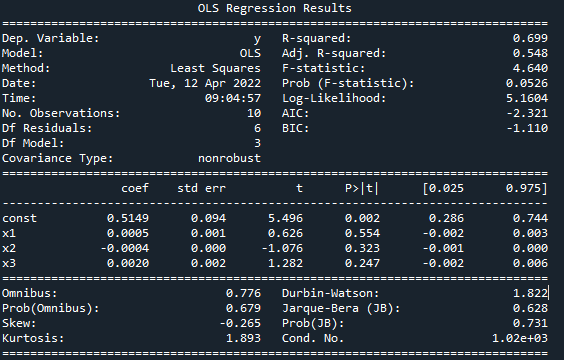 OLS Regression Results
==============================================================================
Dep. Variable:                      y   R-squared:                       0.699
Model:                            OLS   Adj. R-squared:                  0.548
Method:                 Least Squares   F-statistic:                     4.640
Date:                Tue, 12 Apr 2022   Prob (F-statistic):             0.0526
Time:                        09:04:57   Log-Likelihood:                 5.1604
No. Observations:                  10   AIC:                            -2.321
Df Residuals:                       6   BIC:                            -1.110
Df Model:                           3
Covariance Type:            nonrobust
==============================================================================
coef    std err          t      P>|t|      [0.025      0.975]
------------------------------------------------------------------------------
const          0.5149      0.094      5.496      0.002       0.286       0.744
x1             0.0005      0.001      0.626      0.554      -0.002       0.003
x2            -0.0004      0.000     -1.076      0.323      -0.001       0.000
x3             0.0020      0.002      1.282      0.247      -0.002       0.006
==============================================================================
Omnibus:                        0.776   Durbin-Watson:                   1.822
Prob(Omnibus):                  0.679   Jarque-Bera (JB):                0.628
Skew:                          -0.265   Prob(JB):                        0.731
Kurtosis:                       1.893   Cond. No.                     1.02e+03
==============================================================================